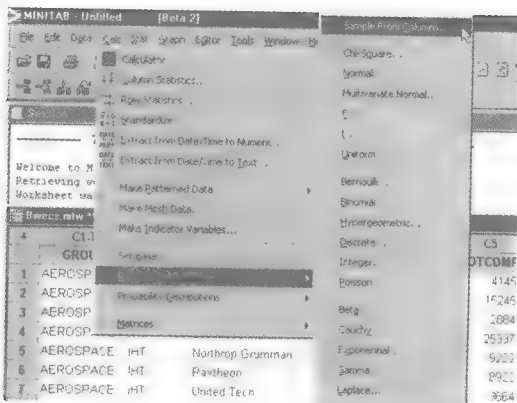 MINITAB - Untitled [Beta 2]
File Edit Data Calc Stat Graph Editor Tools Window
Calculator
Column Statistics..
Row Statistics .
Standardize
Extract from Date/Time to Numeric .
Extract from Date/Time to Text .
Make Patterned Data
Make Mesh Data.
Make Indicator Variables...
Set Base
Probability Distributions
Matrices
Sample From Columns...
Chi-Square. .
Normal
Multivariate Normal..
F
t .
Uniform
Bernoulli .
Binomial
Hypergeometric. .
Discrete .
Integer.
Poisson
Beta
Cauchy
Exponential .
Gamma
Laplace...
Session
Welcome to M
Retrieving w
Worksheet wa
Bwecs.mtw
C1-T
C5
GROU
OTCOMP
1 AEROSP 4145
2 AEROSP 15245
3 AEROSP 2884
4 AEROSP 25337
5 AEROSPACE IHT Northrop Grumman
6 AEROSPACE IHT
7 AEROSPACE IHT United Tech 3664